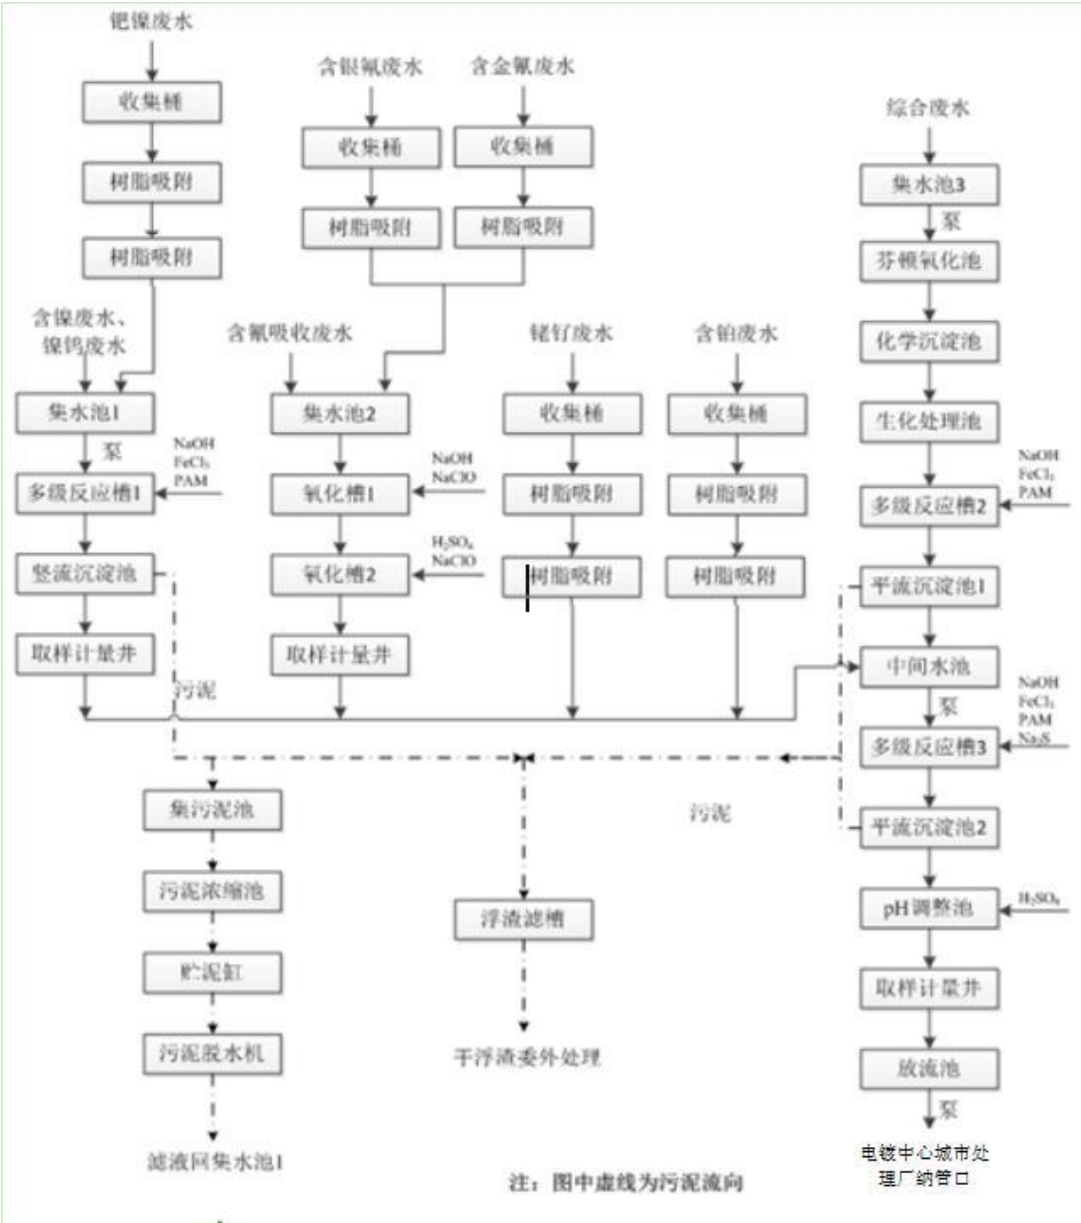 钯镍废水
收集桶
树脂吸附
树脂吸附
含镍废水、
镍钨废水
集水池1
泵
NaOH
FeCl₃
PAM
多级反应槽1
竖流沉淀池
取样计量井
污泥
含银氰废水
收集桶
树脂吸附
含金氰废水
收集桶
树脂吸附
含氰吸收废水
集水池2
NaOH
NaClO
氧化槽1
H₂SO₄
NaClO
氧化槽2
取样计量井
铑钌废水
收集桶
树脂吸附
树脂吸附
含铂废水
收集桶
树脂吸附
树脂吸附
综合废水
集水池3
泵
芬顿氧化池
化学沉淀池
生化处理池
NaOH
FeCl₃
PAM
多级反应槽2
平流沉淀池1
中间水池
泵
NaOH
FeCl₃
PAM
Na₂S
多级反应槽3
平流沉淀池2
污泥
pH调整池
H₂SO₄
取样计量井
放流池
泵
电镀中心城市处
理厂纳管口
集污泥池
污泥浓缩池
贮泥缸
污泥脱水机
滤液回集水池1
浮渣滤槽
干浮渣委外处理
注：图中虚线为污泥流向